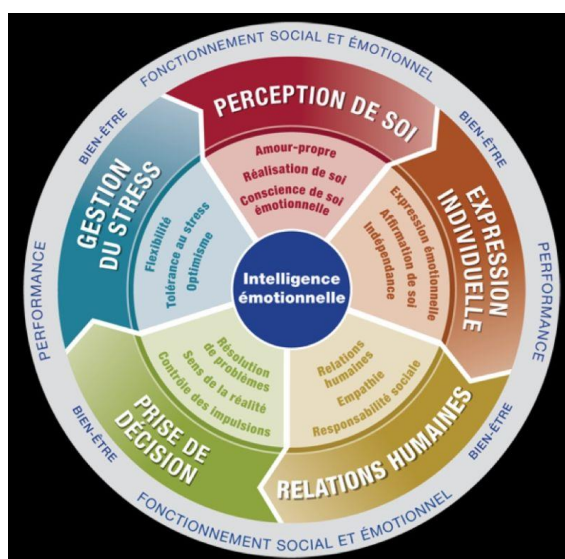 FONCTIONNEMENT SOCIAL ET ÉMOTIONNEL
BIEN-ÊTRE
BIEN-ÊTRE
PERCEPTION DE SOI
Amour-propre
Réalisation de soi
Conscience de soi
émotionnelle
EXPRESSION
INDIVIDUELLE
Expression émotionnelle
Affirmation de soi
Indépendance
PERFORMANCE
GESTION
DU STRESS
Flexibilité
Tolérance au stress
Optimisme
PERFORMANCE
Intelligence
émotionnelle
Résolution
de problèmes
Sens de la réalité
Contrôle des impulsions
PRISE DE
DÉCISION
Relations
humaines
Empathie
Responsabilité sociale
RELATIONS HUMAINES
BIEN-ÊTRE
BIEN-ÊTRE
FONCTIONNEMENT SOCIAL ET ÉMOTIONNEL